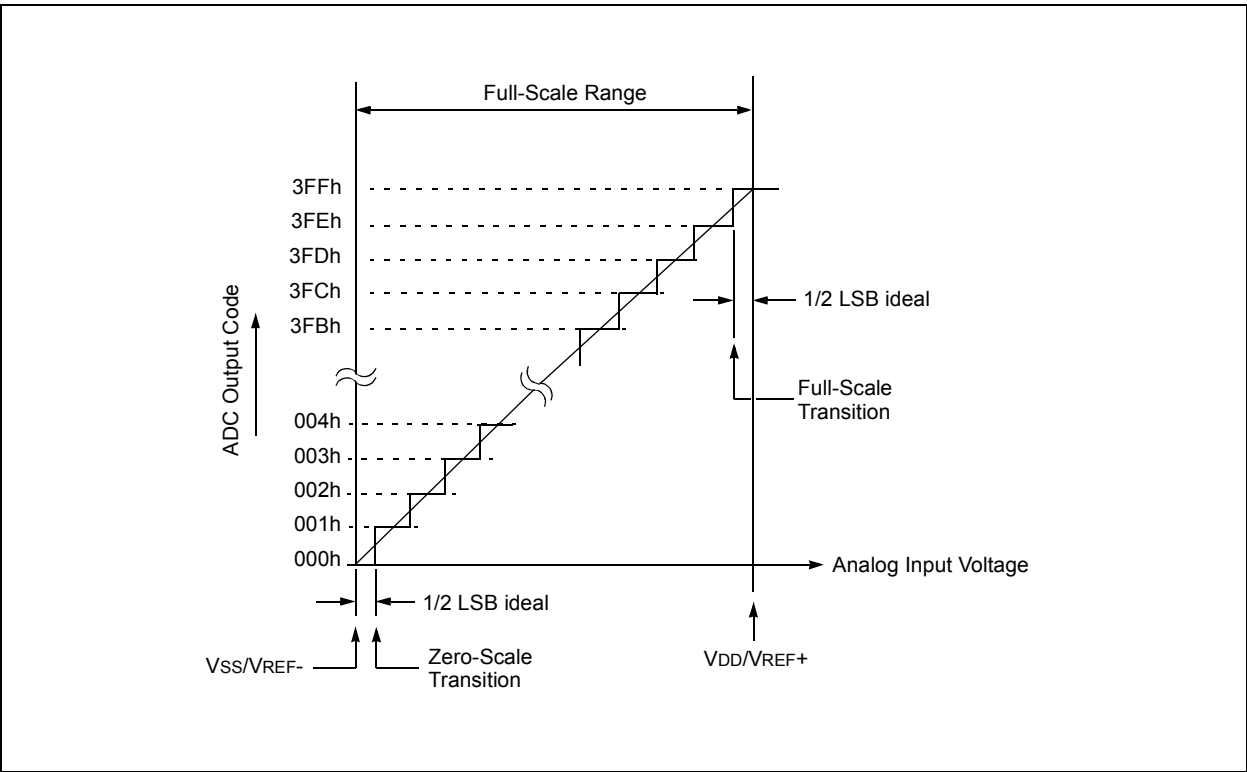 Full-Scale Range
3FFh
3FEh
3FDh
3FCh
3FBh
1/2 LSB ideal
Full-Scale
Transition
ADC Output Code
004h
003h
002h
001h
000h
Analog Input Voltage
1/2 LSB ideal
VSS/VREF-
Zero-Scale
Transition
VDD/VREF+